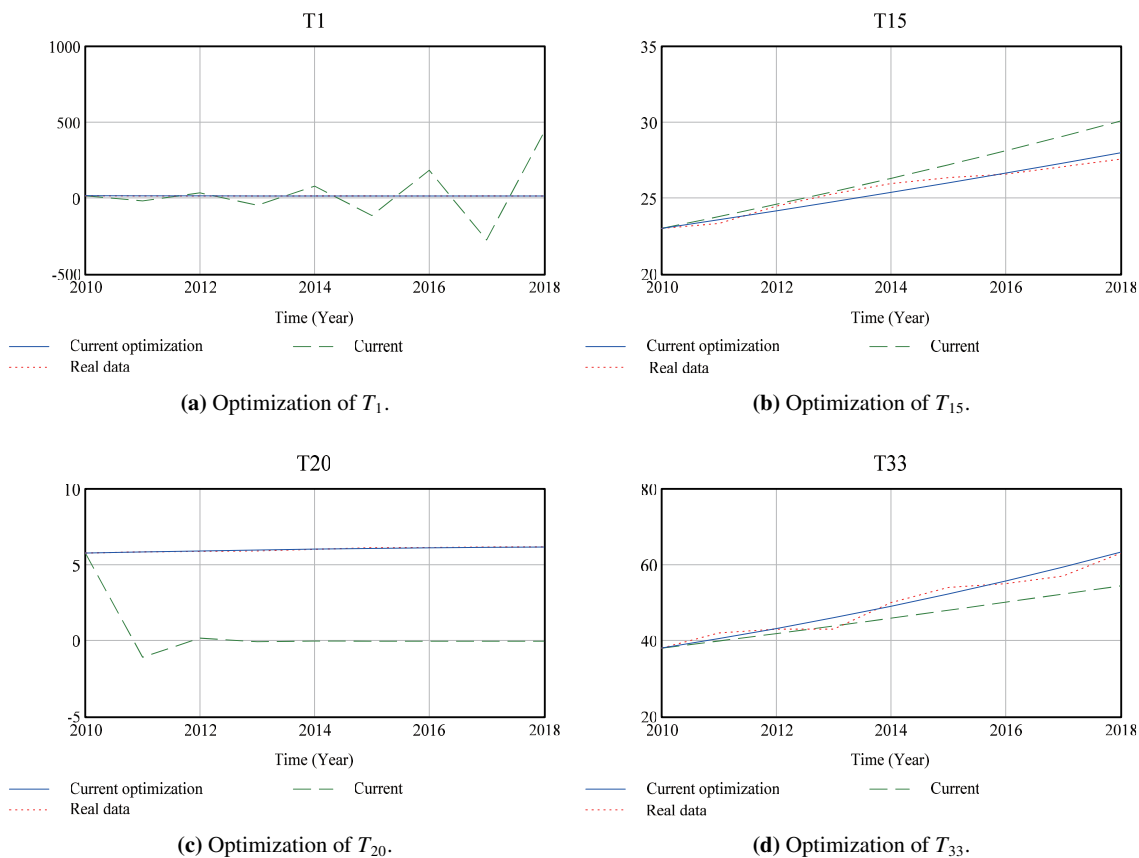 T1
1000
500
0
-500
2010 2012 2014 2016 2018
Time (Year)
Current optimization Current
Real data
(a) Optimization of T1.
T15
35
30
25
20
2010 2012 2014 2016 2018
Time (Year)
Current optimization Current
Real data
(b) Optimization of T15.
T20
10
5
0
-5
2010 2012 2014 2016 2018
Time (Year)
Current optimization Current
Real data
(c) Optimization of T20.
T33
80
60
40
20
2010 2012 2014 2016 2018
Time (Year)
Current optimization Current
Real data
(d) Optimization of T33.